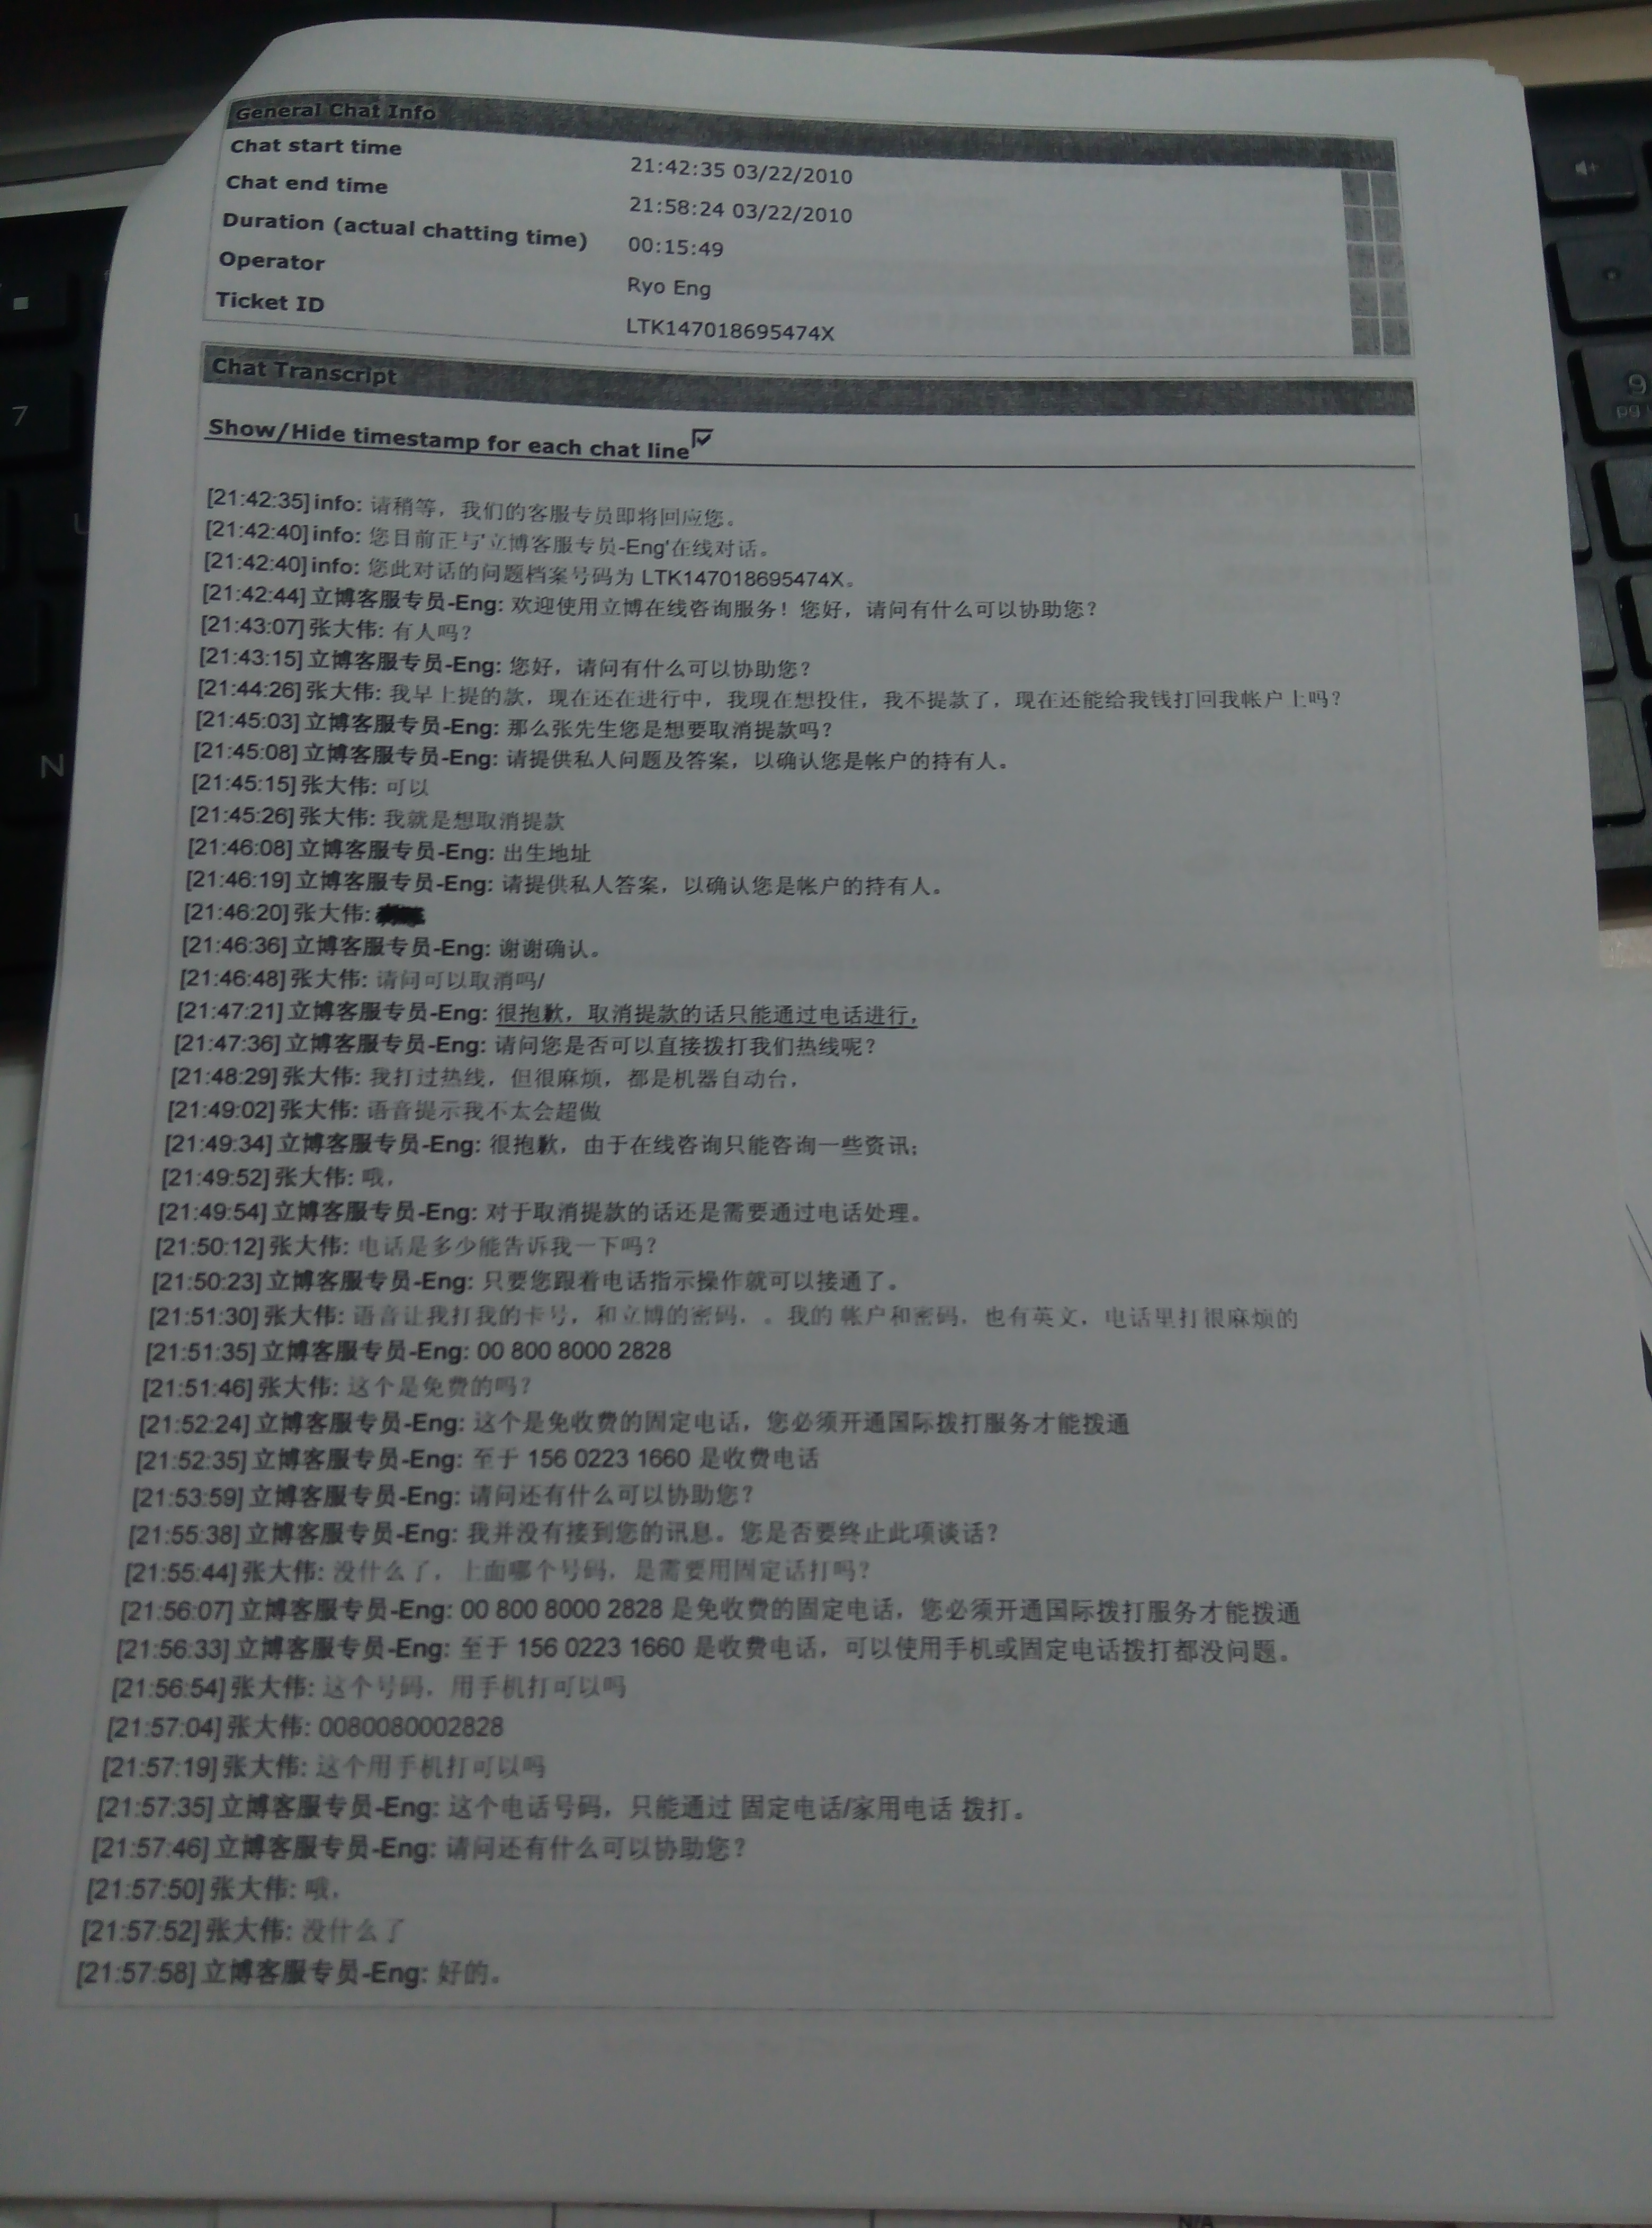 General Chat Info
Chat start time 21:42:35 03/22/2010
Chat end time 21:58:24 03/22/2010
Duration (actual chatting time) 00:15:49
Operator Ryo Eng
Ticket ID LTK147018695474X
Chat Transcript
Show/Hide timestamp for each chat line
[21:42:35] info: 请稍等，我们的客服专员即将回应您。
[21:42:40] info: 您目前正与'立博客服专员-Eng'在线对话。
[21:42:40] info: 您此对话的问题档案号码为 LTK147018695474X。
[21:42:44] 立博客服专员-Eng: 欢迎使用立博在线咨询服务！您好，请问有什么可以协助您？
[21:43:07] 张大伟: 有人吗？
[21:43:15] 立博客服专员-Eng: 您好，请问有什么可以协助您？
[21:44:26] 张大伟: 我早上提的款，现在还在进行中，我现在想投住，我不提款了，现在还能给我钱打回我帐户上吗？
[21:45:03] 立博客服专员-Eng: 那么张先生您是想要取消提款吗？
[21:45:08] 立博客服专员-Eng: 请提供私人问题及答案，以确认您是帐户的持有人。
[21:45:15] 张大伟: 可以
[21:45:26] 张大伟: 我就是想取消提款
[21:46:08] 立博客服专员-Eng: 出生地址
[21:46:19] 立博客服专员-Eng: 请提供私人答案，以确认您是帐户的持有人。
[21:46:20] 张大伟:
[21:46:36] 立博客服专员-Eng: 谢谢确认。
[21:46:48] 张大伟: 请问可以取消吗/
[21:47:21] 立博客服专员-Eng: 很抱歉，取消提款的话只能通过电话进行，
[21:47:36] 立博客服专员-Eng: 请问您是否可以直接拨打我们热线呢？
[21:48:29] 张大伟: 我打过热线，但很麻烦，都是机器自动台，
[21:49:02] 张大伟: 语音提示我不太会超做
[21:49:34] 立博客服专员-Eng: 很抱歉，由于在线咨询只能咨询一些资讯；
[21:49:52] 张大伟: 哦，
[21:49:54] 立博客服专员-Eng: 对于取消提款的话还是需要通过电话处理。
[21:50:12] 张大伟: 电话是多少能告诉我一下吗？
[21:50:23] 立博客服专员-Eng: 只要您跟着电话指示操作就可以接通了。
[21:51:30] 张大伟: 语音让我打我的卡号，和立博的密码，。我的 帐户和密码，也有英文，电话里打很麻烦的
[21:51:35] 立博客服专员-Eng: 00 800 8000 2828
[21:51:46] 张大伟: 这个是免费的吗？
[21:52:24] 立博客服专员-Eng: 这个是免收费的固定电话，您必须开通国际拨打服务才能拨通
[21:52:35] 立博客服专员-Eng: 至于 156 0223 1660 是收费电话
[21:53:59] 立博客服专员-Eng: 请问还有什么可以协助您？
[21:55:38] 立博客服专员-Eng: 我并没有接到您的讯息。您是否要终止此项谈话？
[21:55:44] 张大伟: 没什么了，上面哪个号码，是需要用固定话打吗？
[21:56:07] 立博客服专员-Eng: 00 800 8000 2828 是免收费的固定电话，您必须开通国际拨打服务才能拨通
[21:56:33] 立博客服专员-Eng: 至于 156 0223 1660 是收费电话，可以使用手机或固定电话拨打都没问题。
[21:56:54] 张大伟: 这个号码，用手机打可以吗
[21:57:04] 张大伟: 0080080002828
[21:57:19] 张大伟: 这个用手机打可以吗
[21:57:35] 立博客服专员-Eng: 这个电话号码，只能通过 固定电话/家用电话 拨打。
[21:57:46] 立博客服专员-Eng: 请问还有什么可以协助您？
[21:57:50] 张大伟: 哦，
[21:57:52] 张大伟: 没什么了
[21:57:58] 立博客服专员-Eng: 好的。